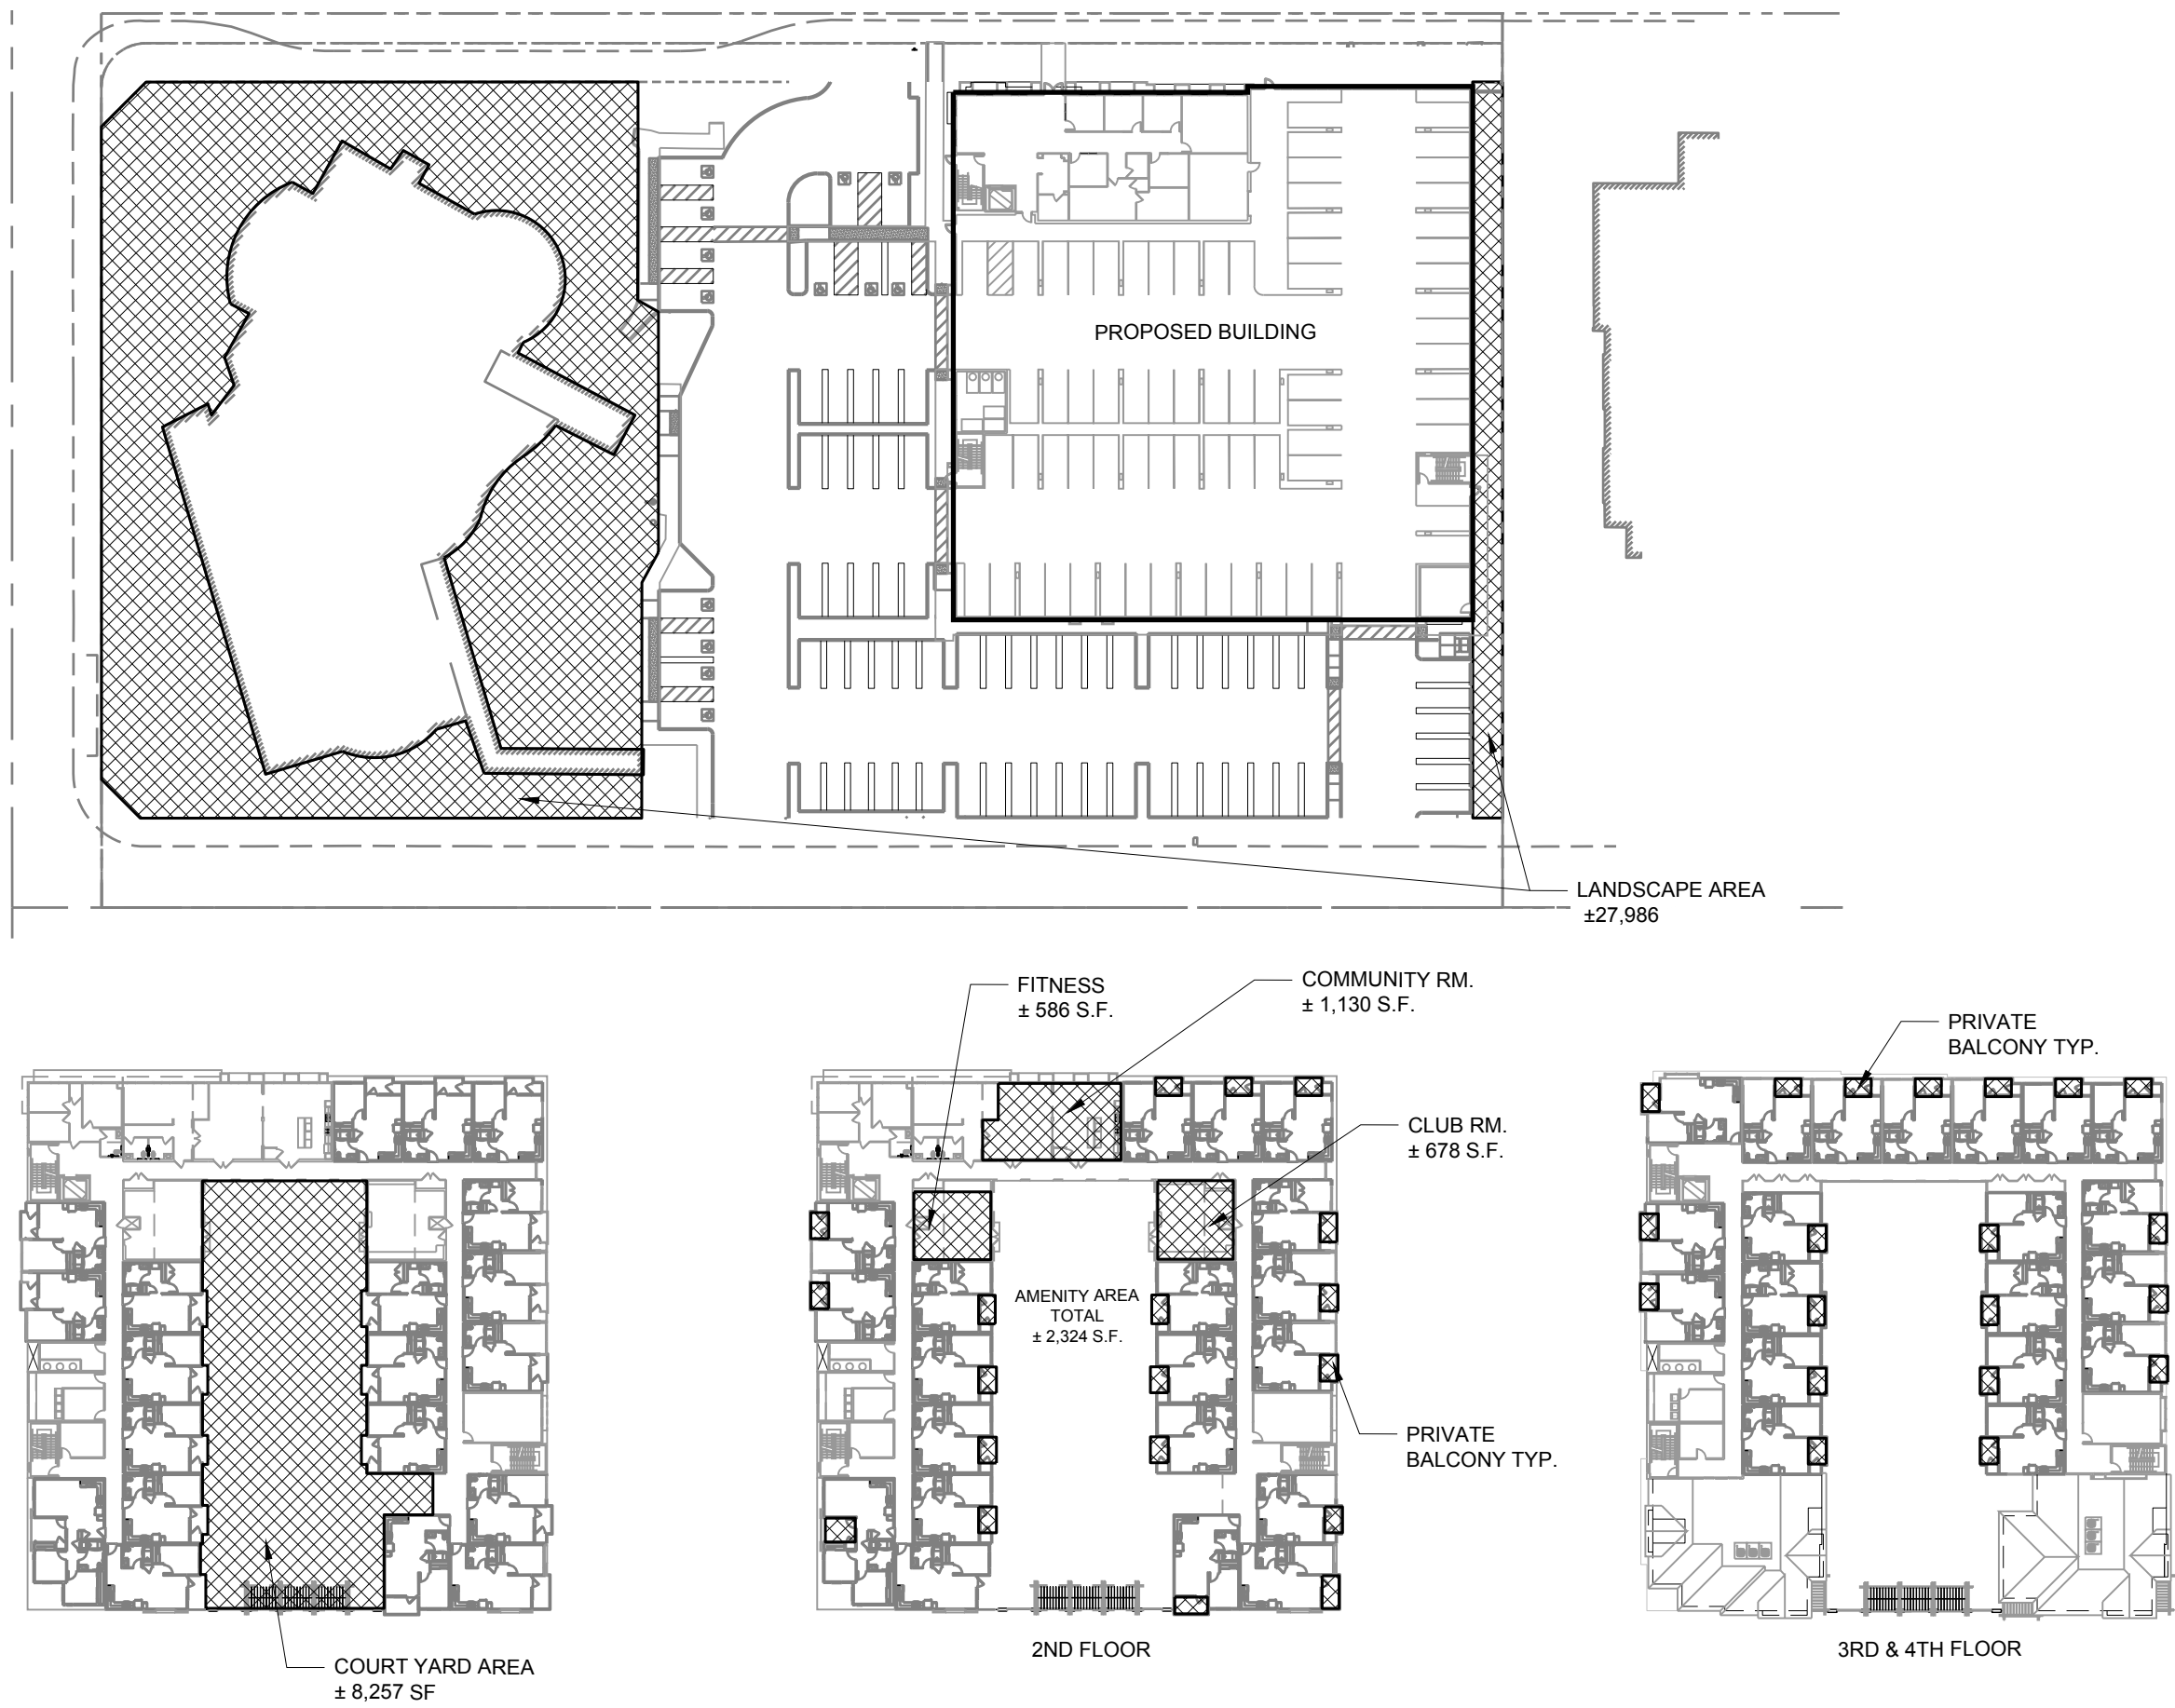 PROPOSED BUILDING
LANDSCAPE AREA
±27,986
FITNESS
± 586 S.F.
COMMUNITY RM.
± 1,130 S.F.
PRIVATE
BALCONY TYP.
CLUB RM.
± 678 S.F.
AMENITY AREA
TOTAL
± 2,324 S.F.
PRIVATE
BALCONY TYP.
2ND FLOOR
3RD & 4TH FLOOR
COURT YARD AREA
± 8,257 SF